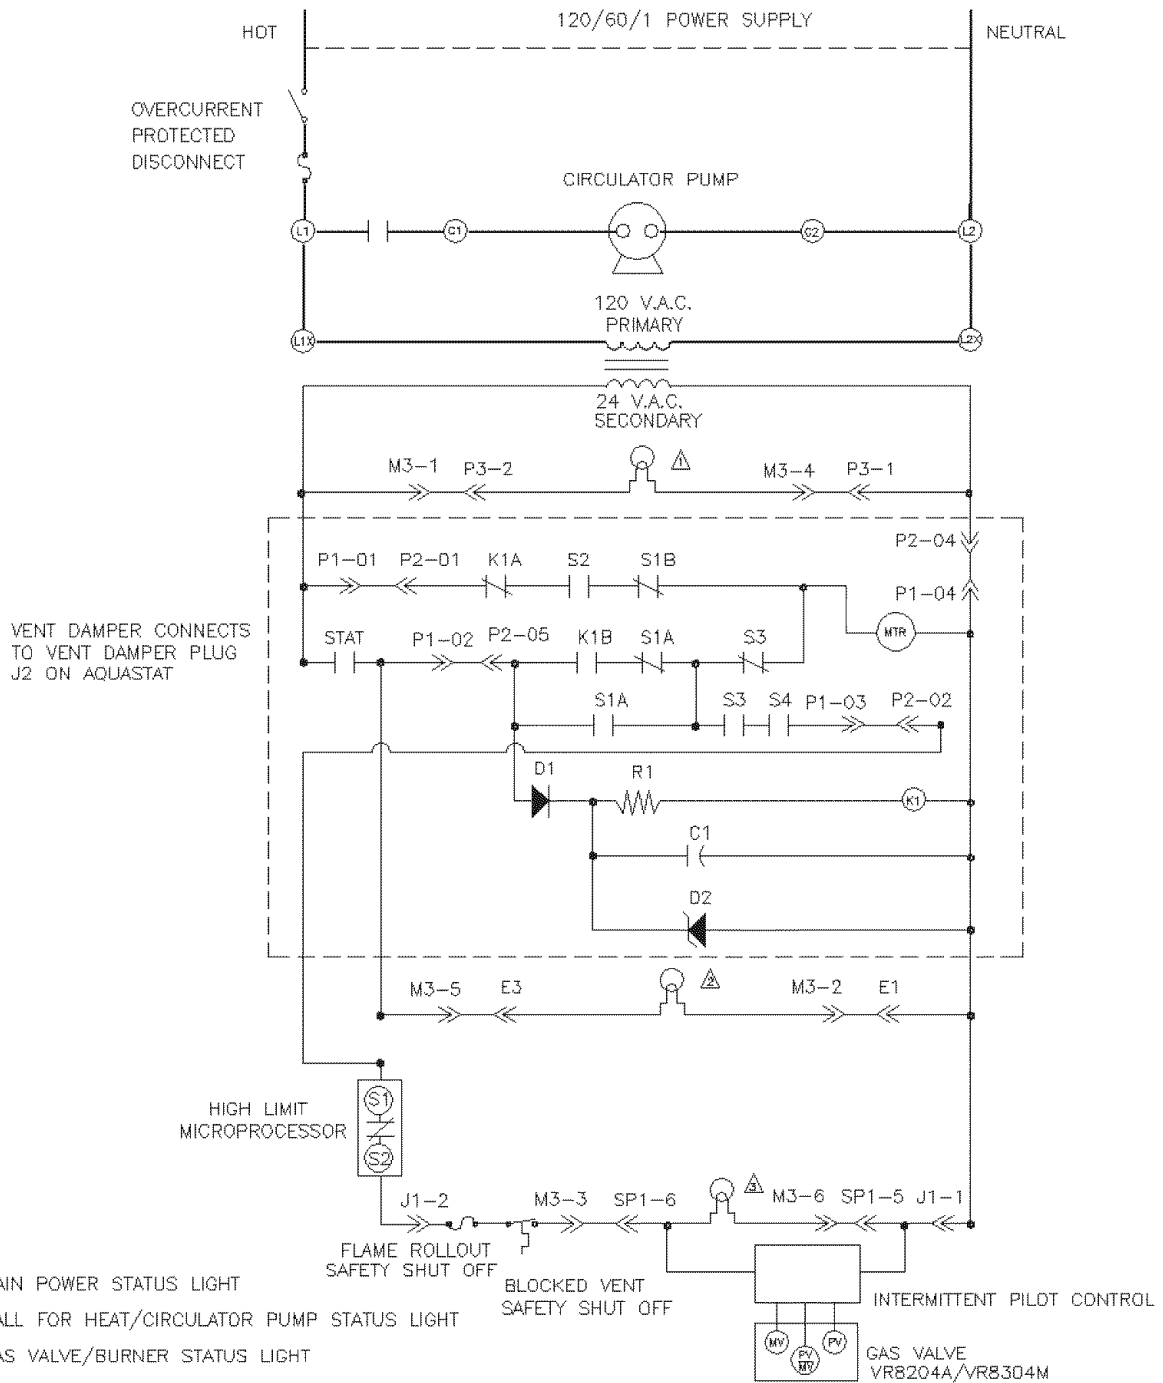 120/60/1 POWER SUPPLY
HOT
NEUTRAL
OVERCURRENT
PROTECTED
DISCONNECT
CIRCULATOR PUMP
L1
C1
C2
L2
120 V.A.C.
PRIMARY
L1X
L2X
24 V.A.C.
SECONDARY
M3-1
P3-2
1
M3-4
P3-1
P2-04
P1-01
P2-01
K1A
S2
S1B
P1-04
VENT DAMPER CONNECTS
TO VENT DAMPER PLUG
J2 ON AQUASTAT
STAT
P1-02
P2-05
K1B
S1A
S3
MTR
S1A
S3
S4
P1-03
P2-02
D1
R1
K1
C1
D2
M3-5
E3
2
M3-2
E1
HIGH LIMIT
MICROPROCESSOR
S1
S2
J1-2
M3-3
SP1-6
3
M3-6
SP1-5
J1-1
FLAME ROLLOUT
SAFETY SHUT OFF
BLOCKED VENT
SAFETY SHUT OFF
AIN POWER STATUS LIGHT
ALL FOR HEAT/CIRCULATOR PUMP STATUS LIGHT
AS VALVE/BURNER STATUS LIGHT
INTERMITTENT PILOT CONTROL
MV
PV
MV
PV
GAS VALVE
VR8204A/VR8304M